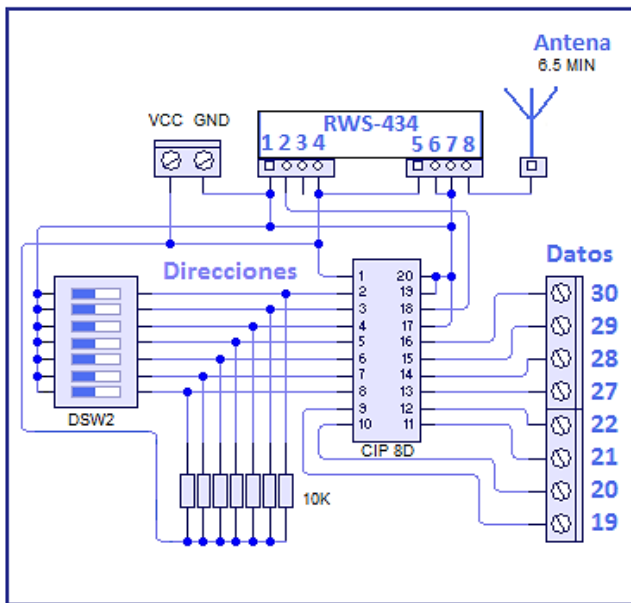 Antena
6.5 MIN
VCC GND
RWS-434
1 2 3 4 5 6 7 8
Datos
Direcciones
1 20
2 19
3 18
4 17
5 16
6 15
7 14
8 13
9 12
10 11
30
29
28
27
22
21
20
19
DSW2
CIP 8D
10K